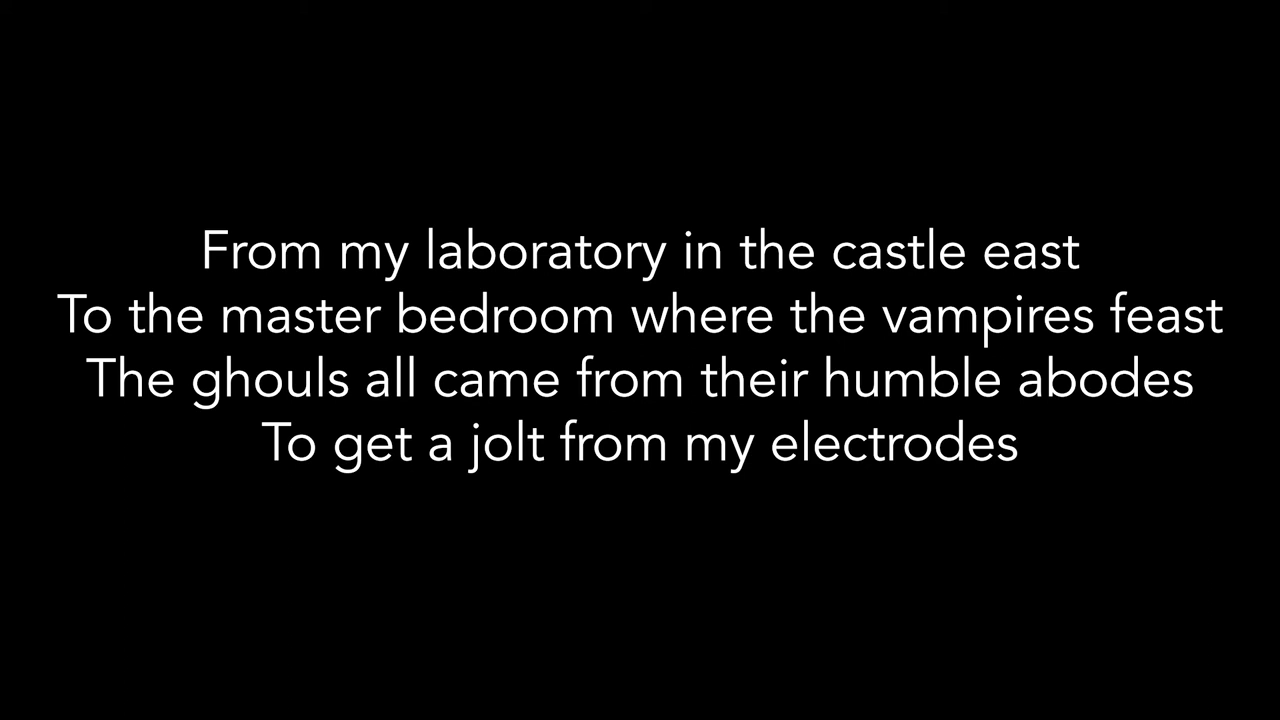 From my laboratory in the castle east
To the master bedroom where the vampires feast
The ghouls all came from their humble abodes
To get a jolt from my electrodes